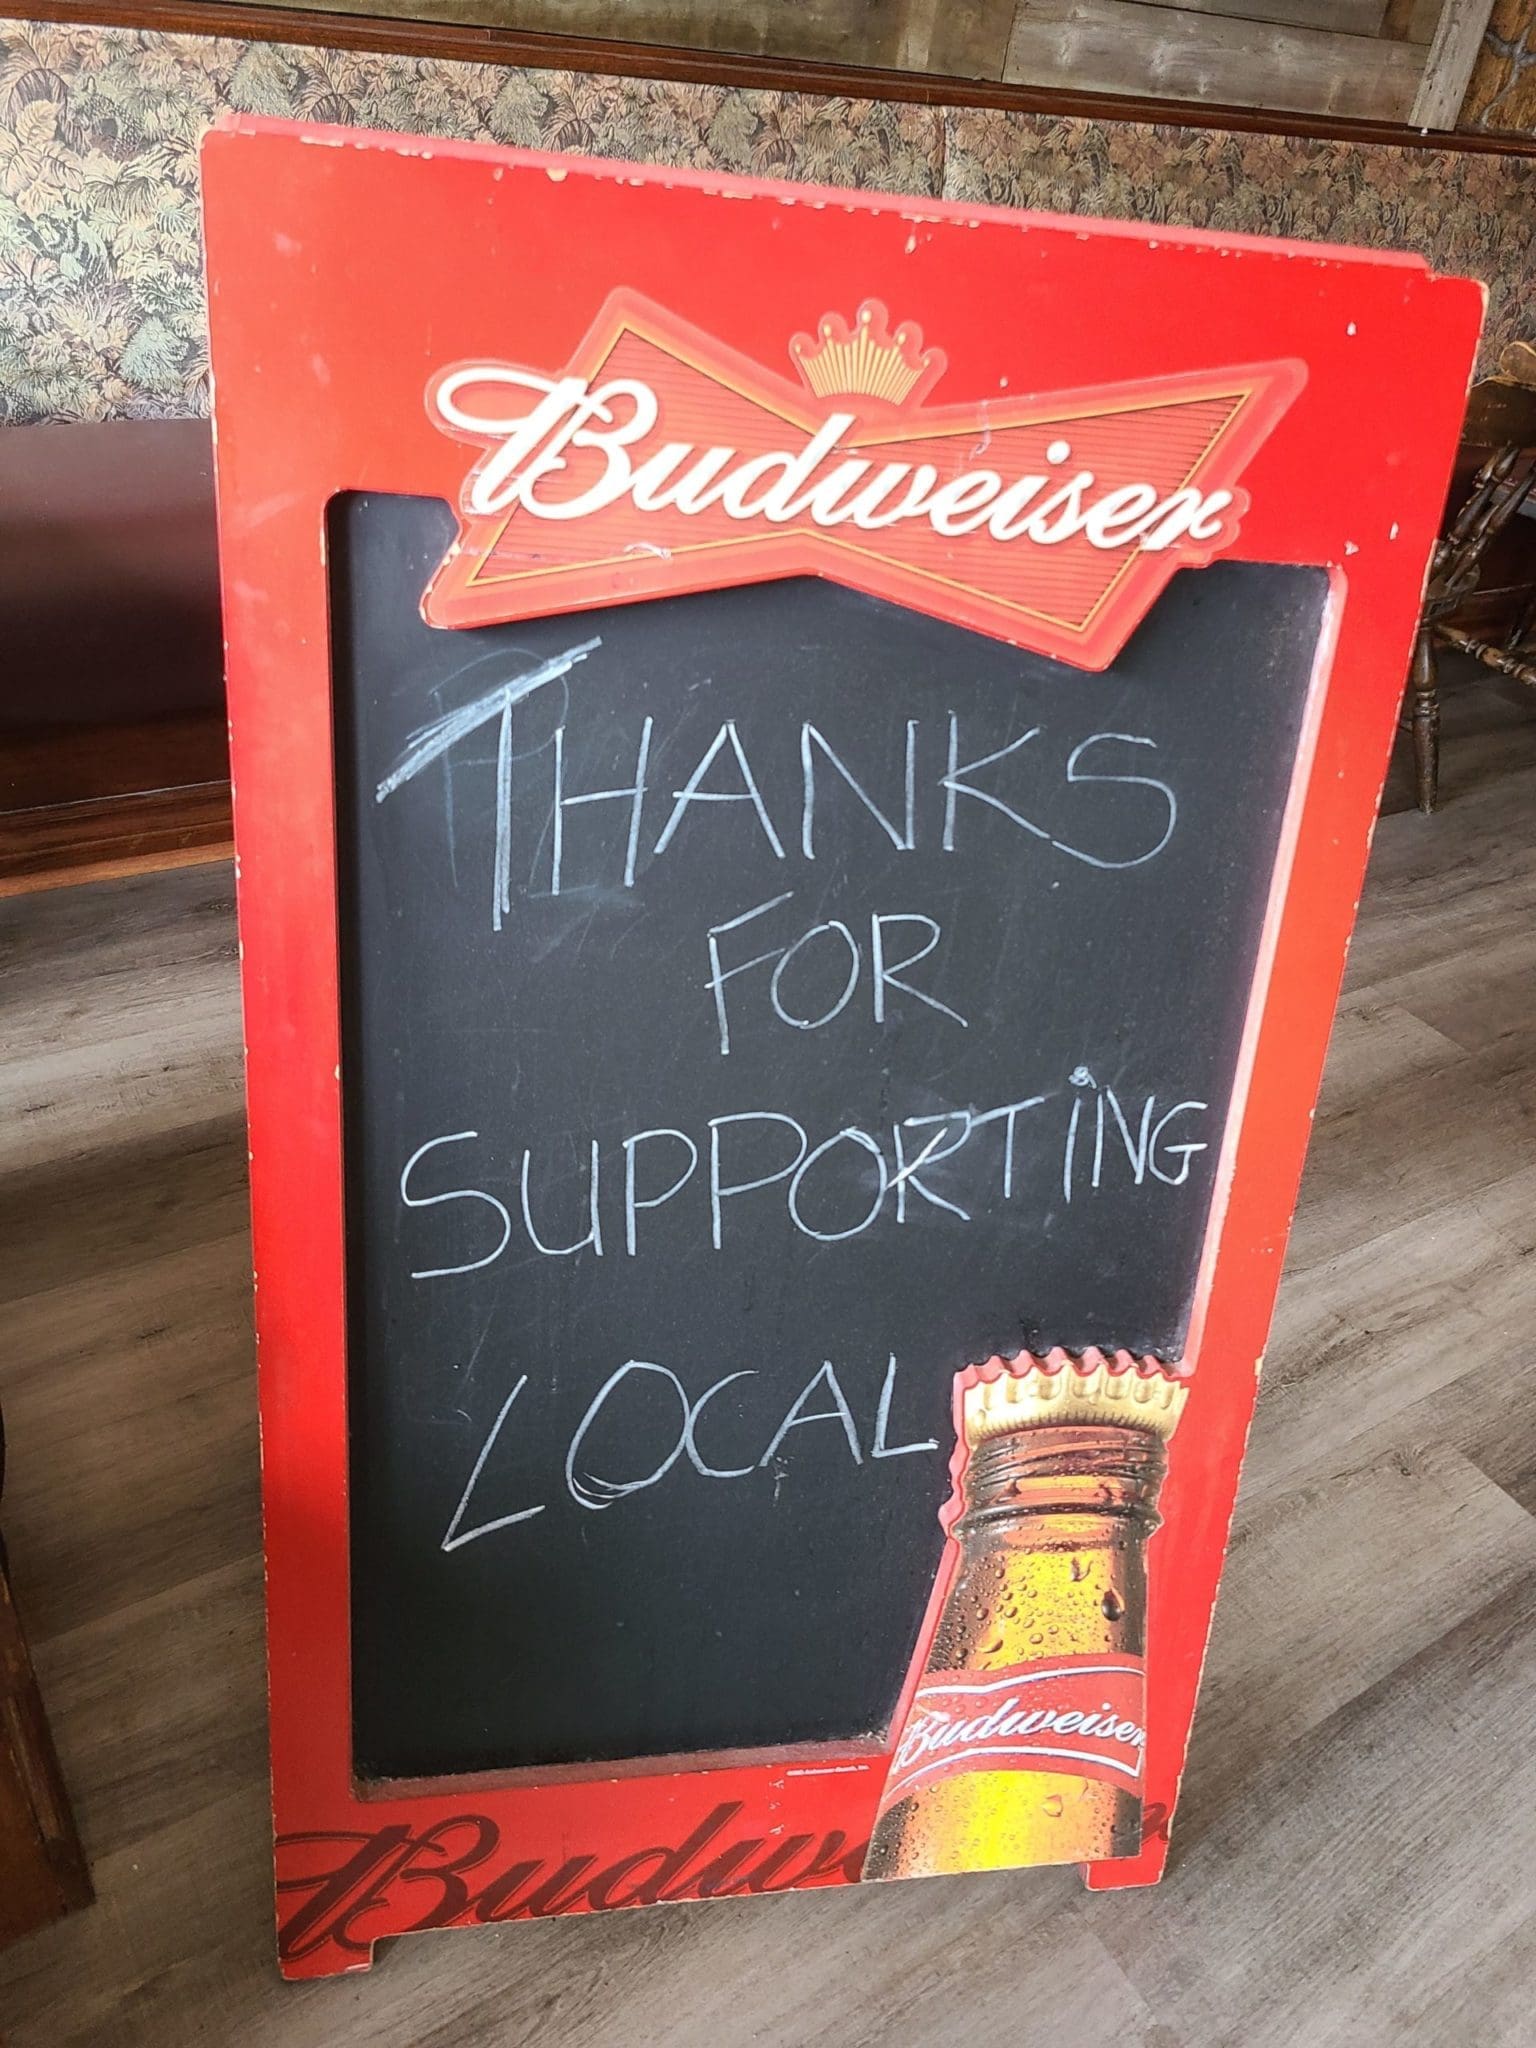 Budweiser
THANKS
FOR
SUPPORTiNG
LOCAL
Budweiser
Budw